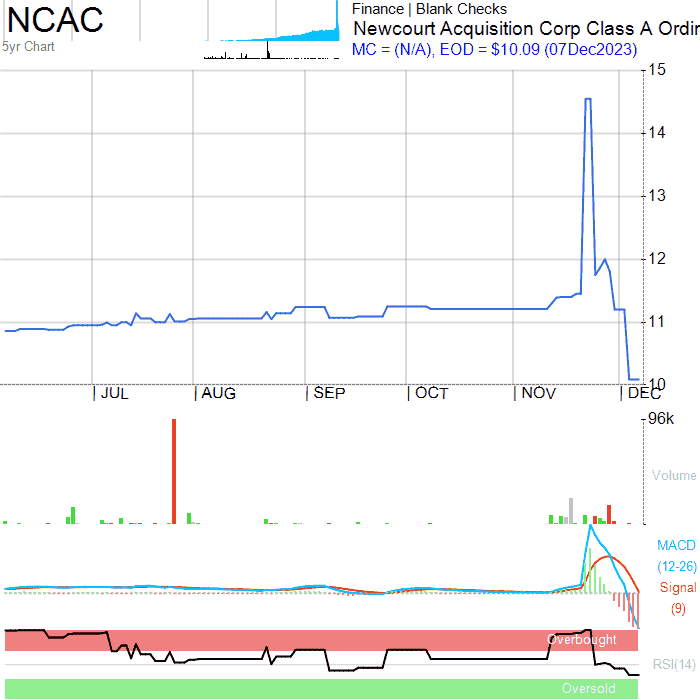 NCAC
5yr Chart
Finance | Blank Checks
Newcourt Acquisition Corp Class A Ordin
MC = (N/A), EOD = $10.09 (07Dec2023)
15
14
13
12
11
10
JUL AUG SEP OCT NOV DEC
96k
Volume
MACD
(12-26)
Signal
(9)
Overbought
RSI(14)
Oversold